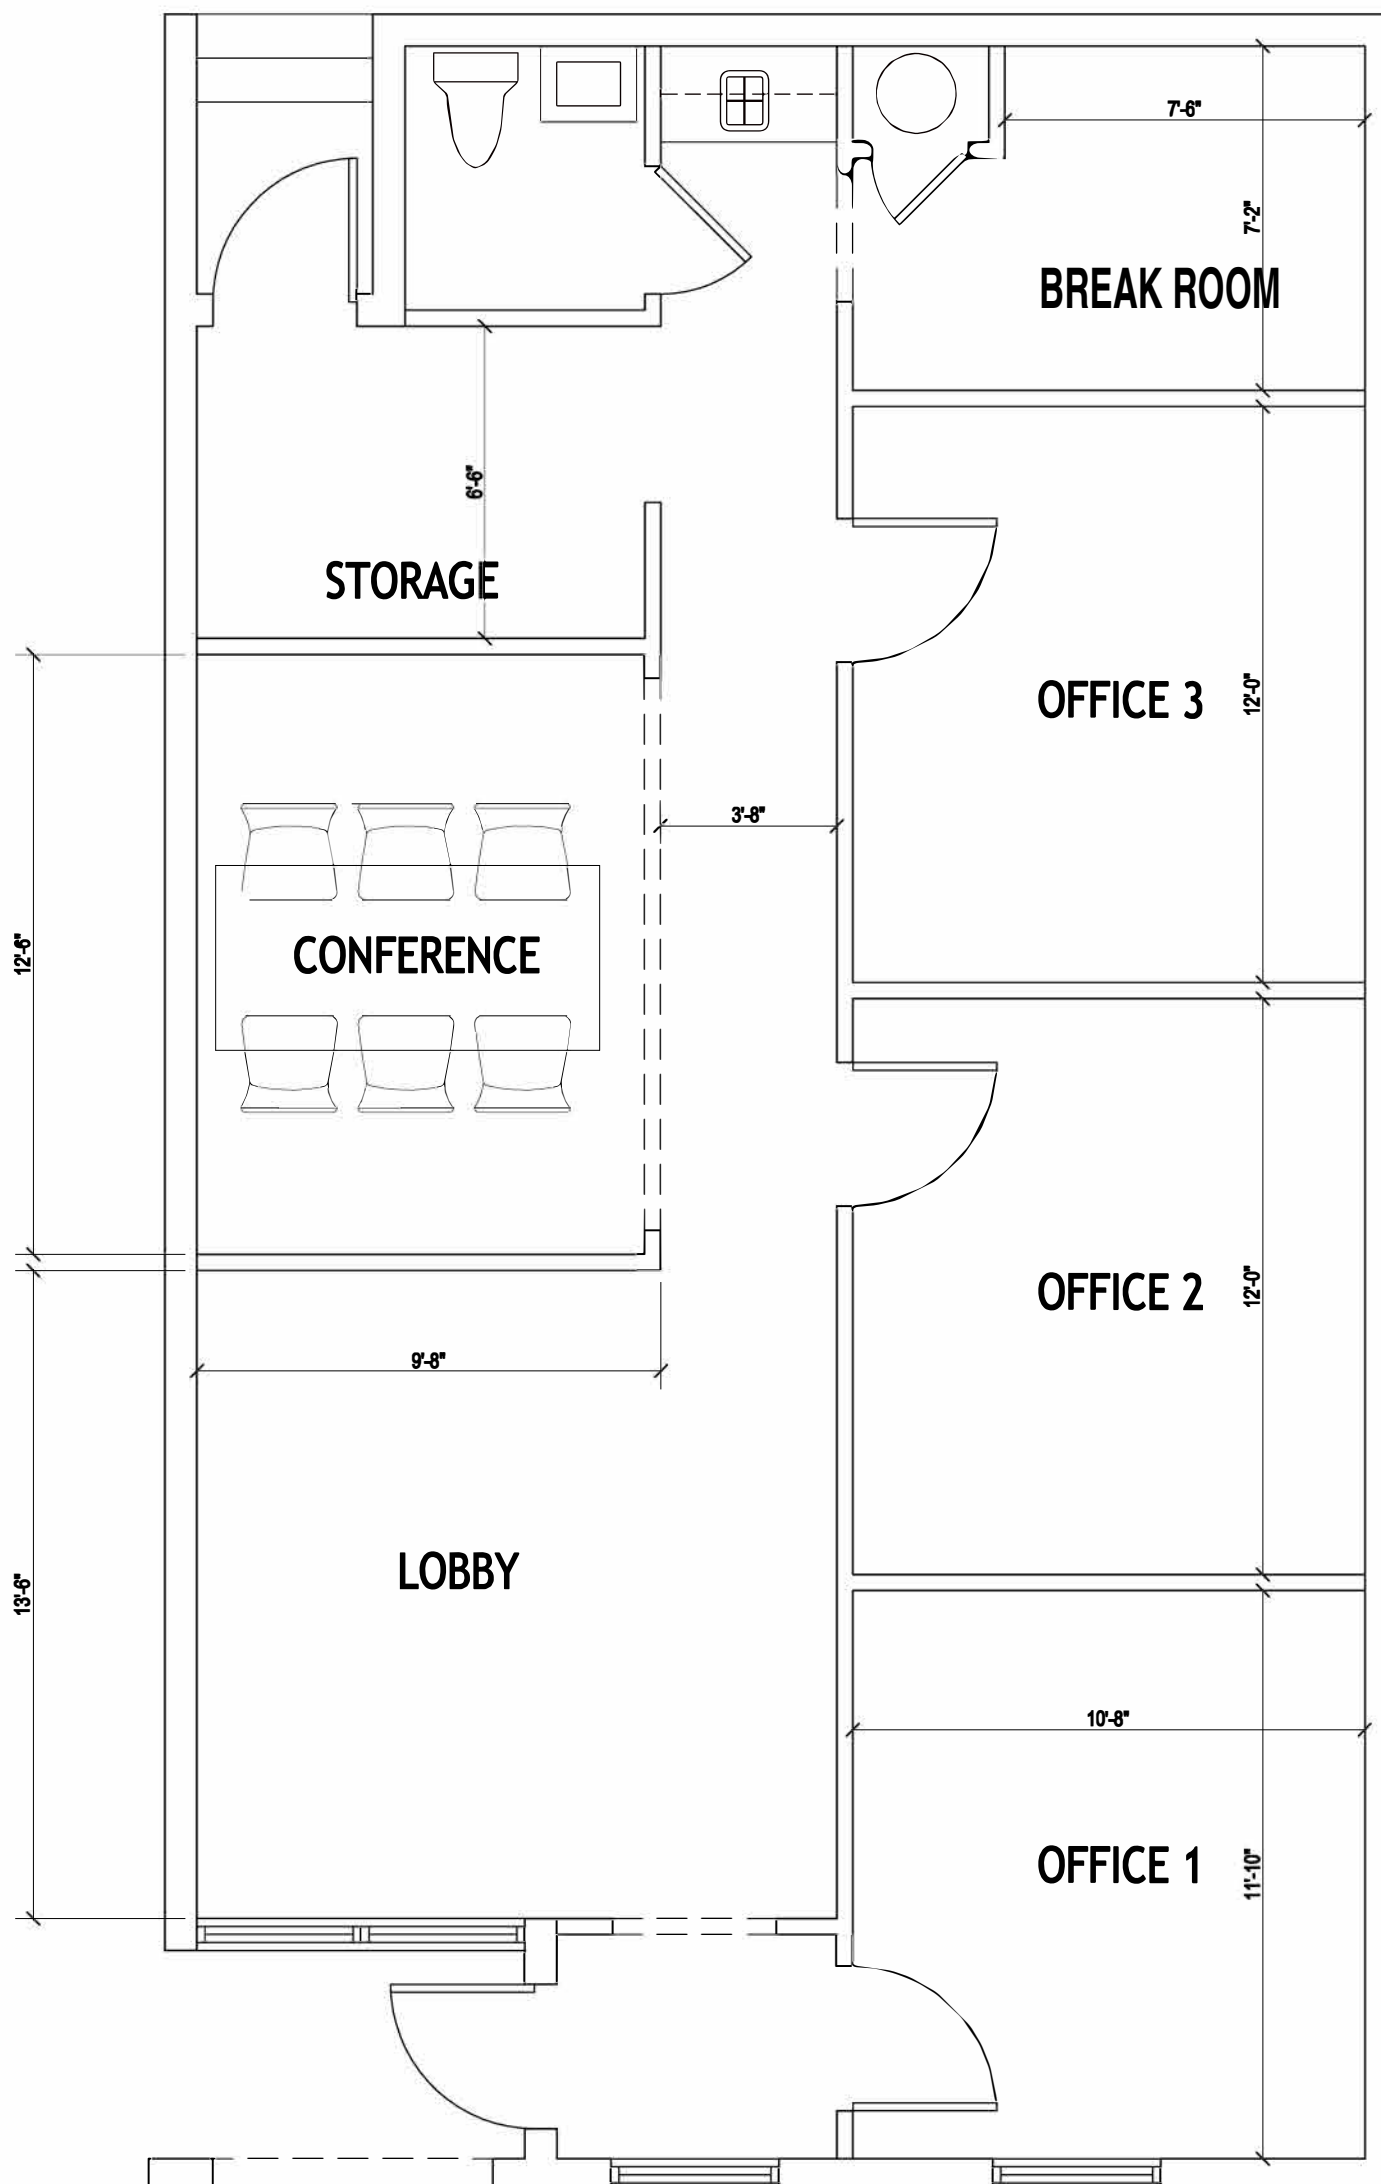 7'-6"
7'-2"
BREAK ROOM
6'-6"
STORAGE
OFFICE 3
12'-0"
3'-8"
12'-6"
CONFERENCE
OFFICE 2
12'-0"
9'-8"
LOBBY
13'-6"
10'-8"
OFFICE 1
11'-10"